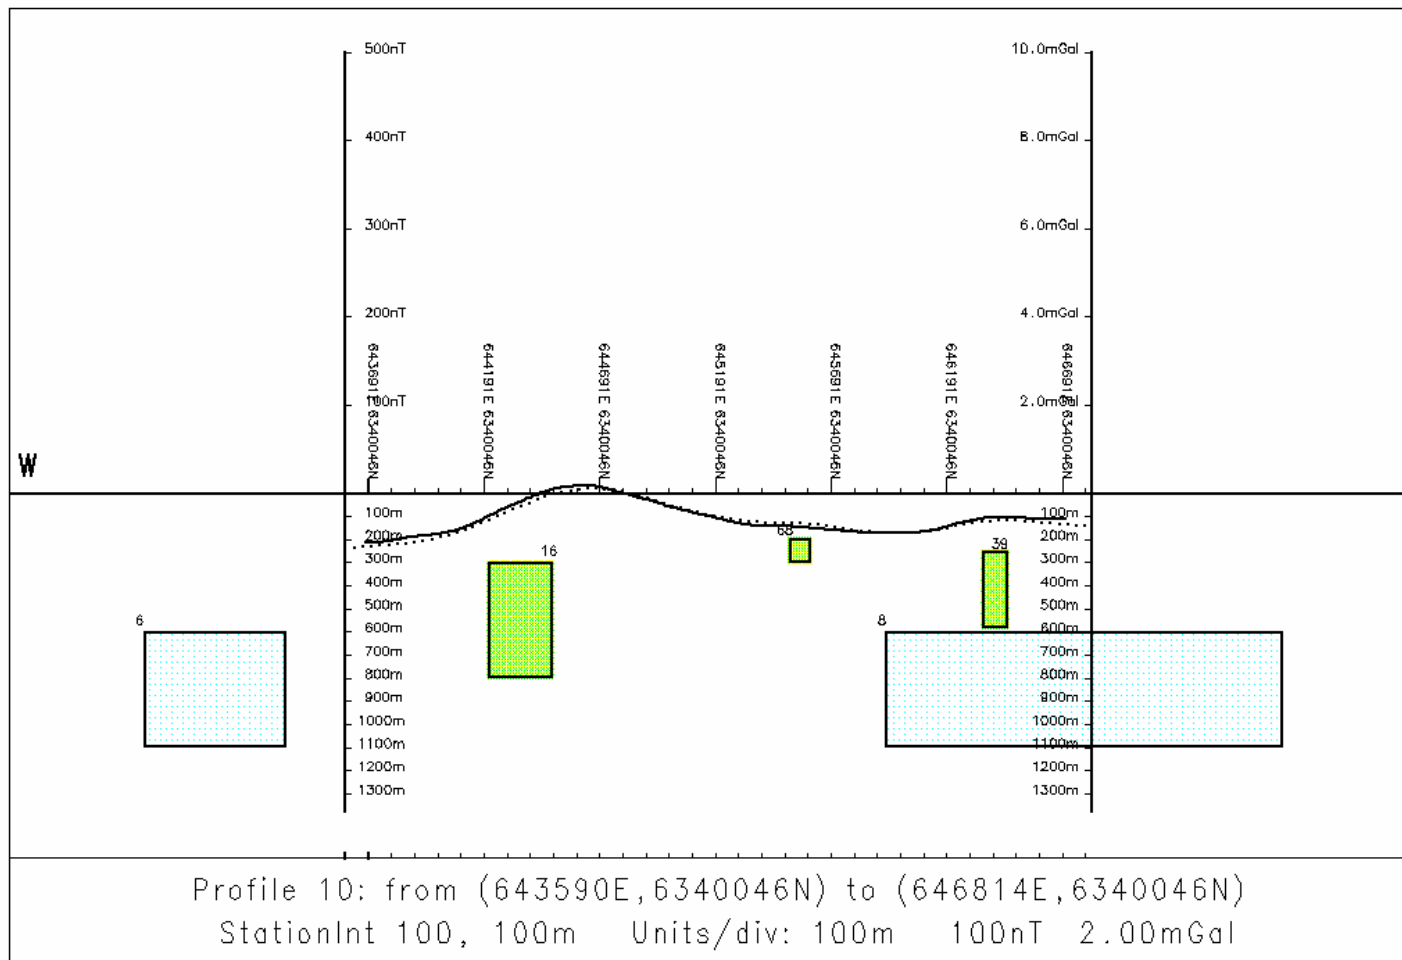 500nT 10.0mGal
400nT 8.0mGal
300nT 6.0mGal
200nT 4.0mGal
100nT 2.0mGal
643691E 6340046N
644191E 6340046N
644691E 6340046N
645191E 6340046N
645691E 6340046N
646191E 6340046N
646691E 6340046N
W
100m 100m
200m 68 200m
300m 16 39 300m
400m 400m
500m 500m
6 600m 8 600m
700m 700m
800m 800m
900m 900m
1000m 1000m
1100m 1100m
1200m 1200m
1300m 1300m
Profile 10: from (643590E,6340046N) to (646814E,6340046N)
StationInt 100, 100m Units/div: 100m 100nT 2.00mGal